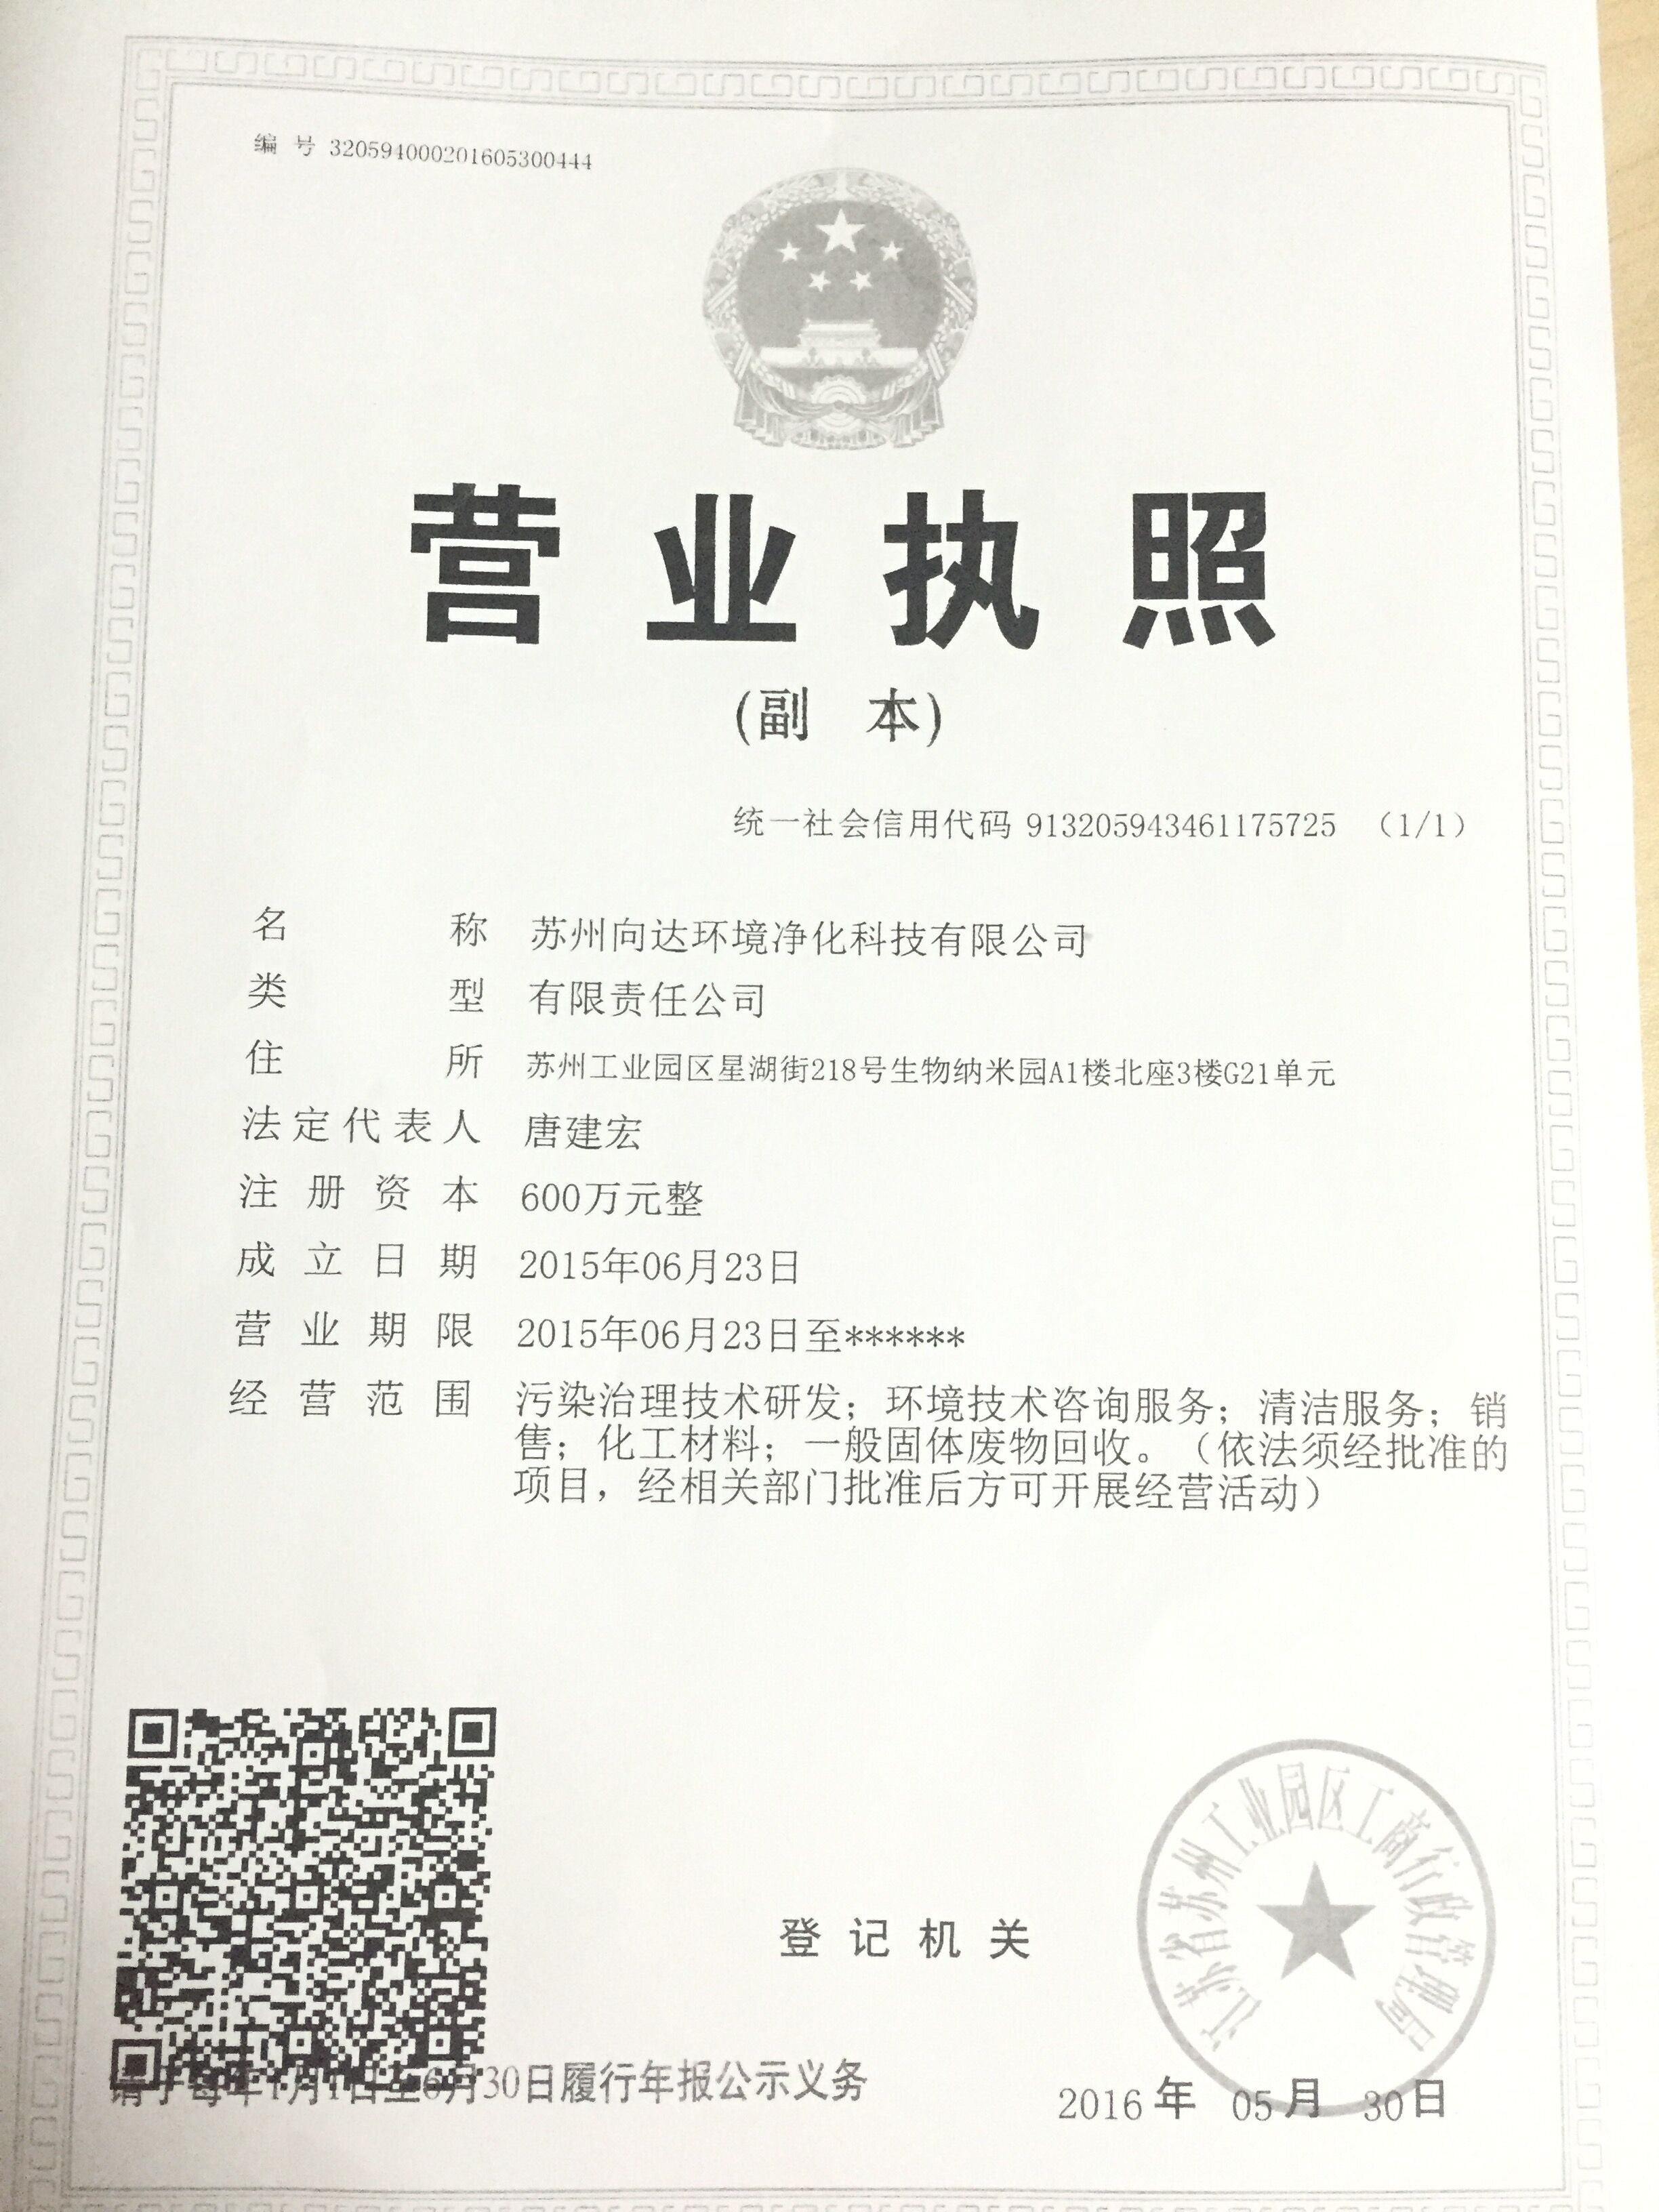 编 号 320594000201605300444
营业执照
(副 本)
统一社会信用代码 913205943461175725 （1/1）
名 称 苏州向达环境净化科技有限公司
类 型 有限责任公司
住 所 苏州工业园区星湖街218号生物纳米园A1楼北座3楼G21单元
法定代表人 唐建宏
注册资本 600万元整
成立日期 2015年06月23日
营业期限 2015年06月23日至******
经营范围 污染治理技术研发；环境技术咨询服务；清洁服务；销
售；化工材料；一般固体废物回收。（依法须经批准的
项目，经相关部门批准后方可开展经营活动）
江苏省苏州工业园区工商行政管理局
登记机关
请于每年1月1日至6月30日履行年报公示义务
2016年 05月 30日